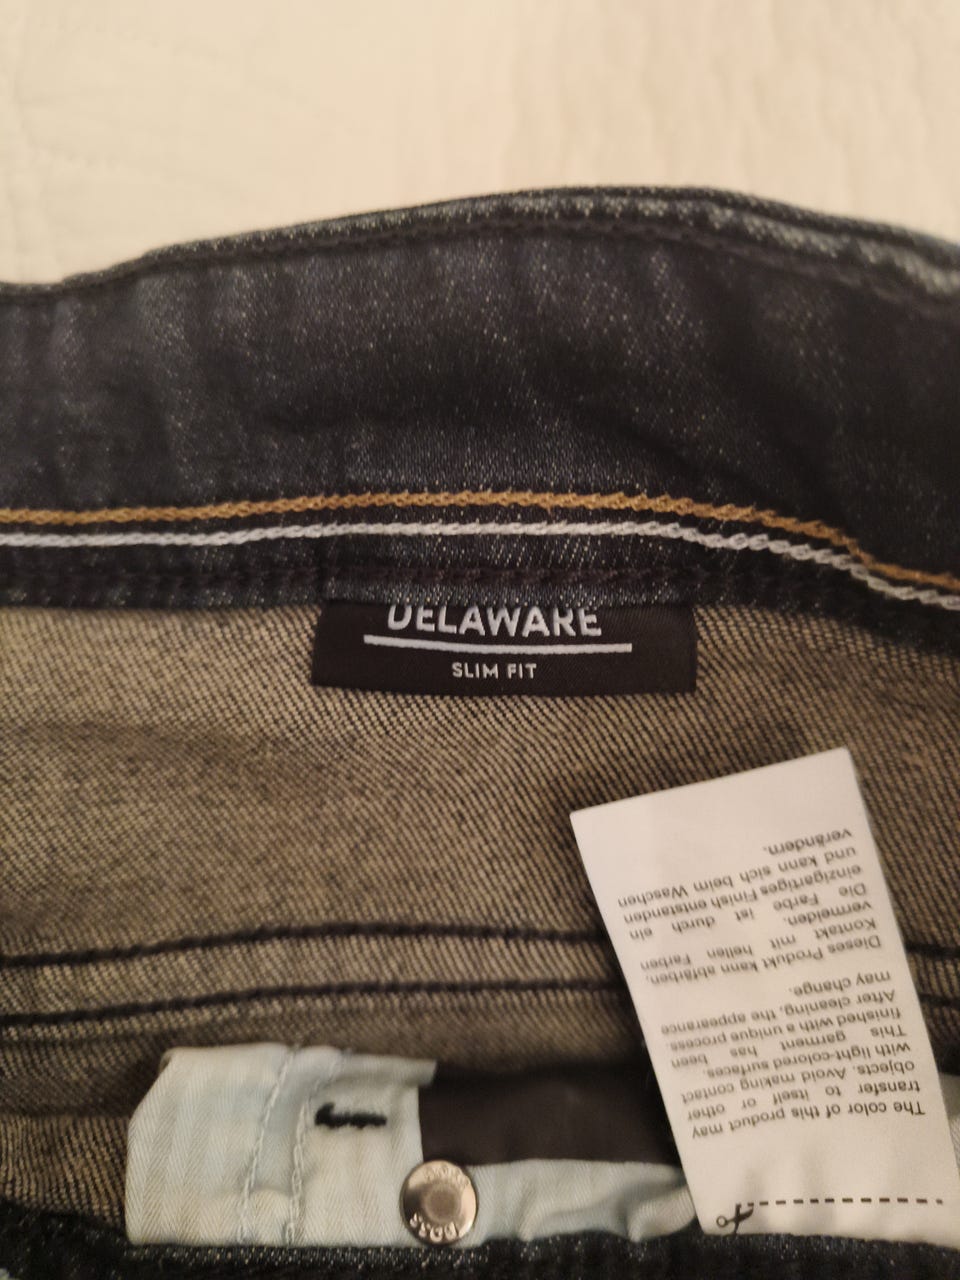 DELAWARE
SLIM FIT
The color of this product may
transfer to itself or other
objects. Avoid making contact
with light-colored surfaces.
This garment has been
finished with a unique process.
After cleaning, the appearance
may change.
Dieses Produkt kann abfärben.
Kontakt mit hellen Farben
vermeiden.
Die Farbe ist durch ein
einzigartiges Finish entstanden
und kann sich beim Waschen
verändern.
BOSS